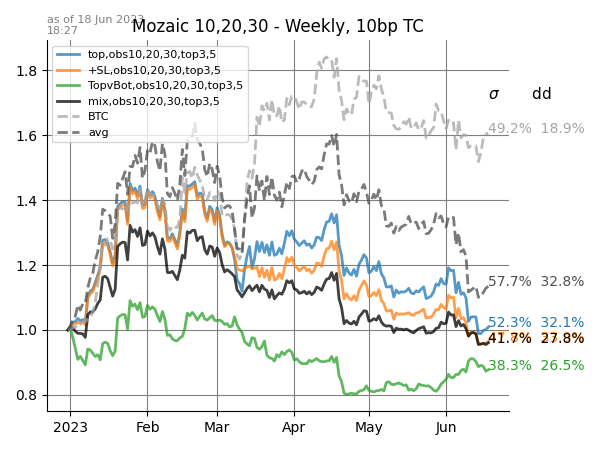 as of 18 Jun 2023
18:27
Mozaic 10,20,30 - Weekly, 10bp TC
top,obs10,20,30,top3,5
+SL,obs10,20,30,top3,5
TopvBot,obs10,20,30,top3,5
mix,obs10,20,30,top3,5
BTC
avg
σ dd
49.2% 18.9%
57.7% 32.8%
52.3% 32.1%
41.7% 27.8%
38.3% 26.5%
1.8
1.6
1.4
1.2
1.0
0.8
2023 Feb Mar Apr May Jun